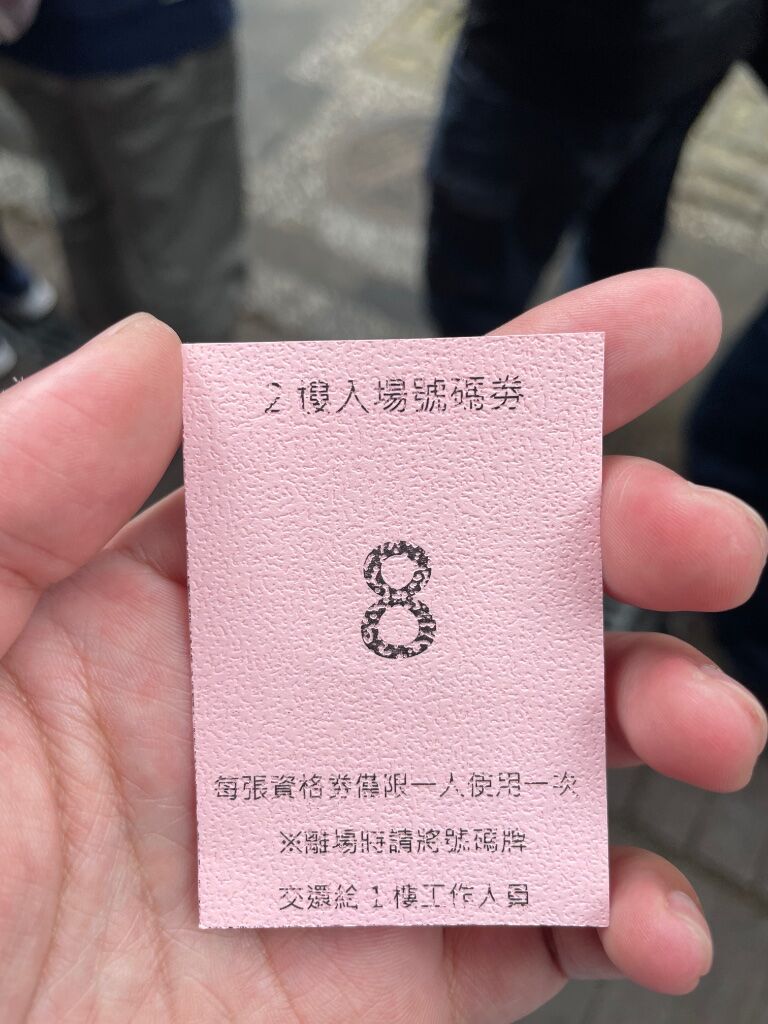 2樓入場號碼券
8
每張資格券僅限一人使用一次
※離場時請將號碼牌
交還給1樓工作人員